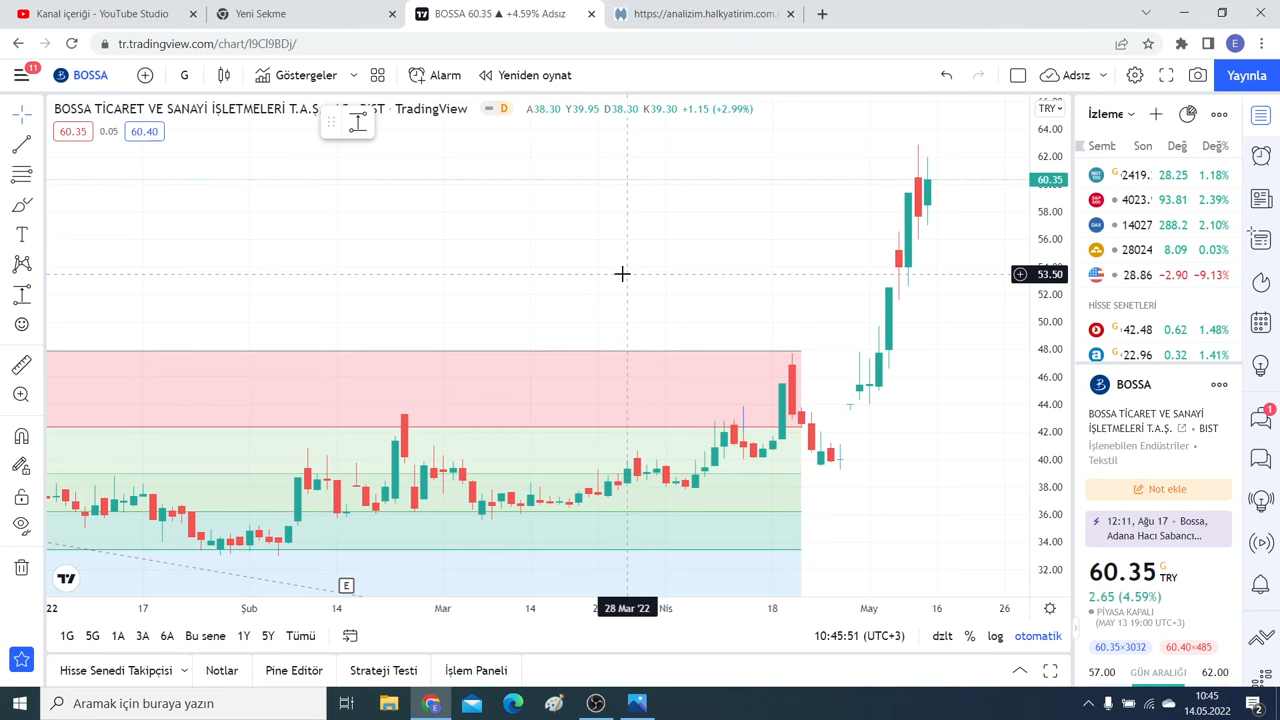 Kanal içerikleri - YouTube Studio
Yeni Sekme
BOSSA 60.35 ▲ +4.59% Adsız
https://analizim.halkyatirim.com.t
tr.tradingview.com/chart/l9Cl9BDj/
E
11
BOSSA
G
Göstergeler
Alarm
Yeniden oynat
Adsız
Yayınla
BOSSA TİCARET VE SANAYİ İŞLETMELERİ T.A.Ş.
BIST · TradingView
D
A38.30 Y39.95 D38.30 K39.30 +1.15 (+2.99%)
60.35
0.05
60.40
TRY
64.00
62.00
60.35
58.00
56.00
53.50
52.00
50.00
48.00
46.00
44.00
42.00
40.00
38.00
36.00
34.00
32.00
E
22
17
Şub
14
Mar
14
28 Mar '22
Nis
18
May
16
26
1G
5G
1A
3A
6A
Bu sene
1Y
5Y
Tümü
10:45:51 (UTC+3)
dzlt
%
log
otomatik
Hisse Senedi Takipçisi
Notlar
Pine Editör
Strateji Testi
İşlem Paneli
İzleme
Semt
Son
Değ
Değ%
G
2419.
28.25
1.18%
4023.
93.81
2.39%
14027
288.2
2.10%
28024
8.09
0.03%
28.86
−2.90
−9.13%
HİSSE SENETLERİ
G
42.48
0.62
1.48%
G
22.96
0.32
1.41%
BOSSA
BOSSA TİCARET VE SANAYİ
İŞLETMELERİ T.A.Ş.
• BIST
İşlenebilen Endüstriler •
Tekstil
Not ekle
12:11, Ağu 17 - Bossa,
Adana Hacı Sabancı...
60.35 G TRY
2.65 (4.59%)
PİYASA KAPALI
(MAY 13 19:00 UTC+3)
60.35×3032
60.40×485
57.00
GÜN ARALIĞI
62.00
1
Aramak için buraya yazın
10:45
14.05.2022
2